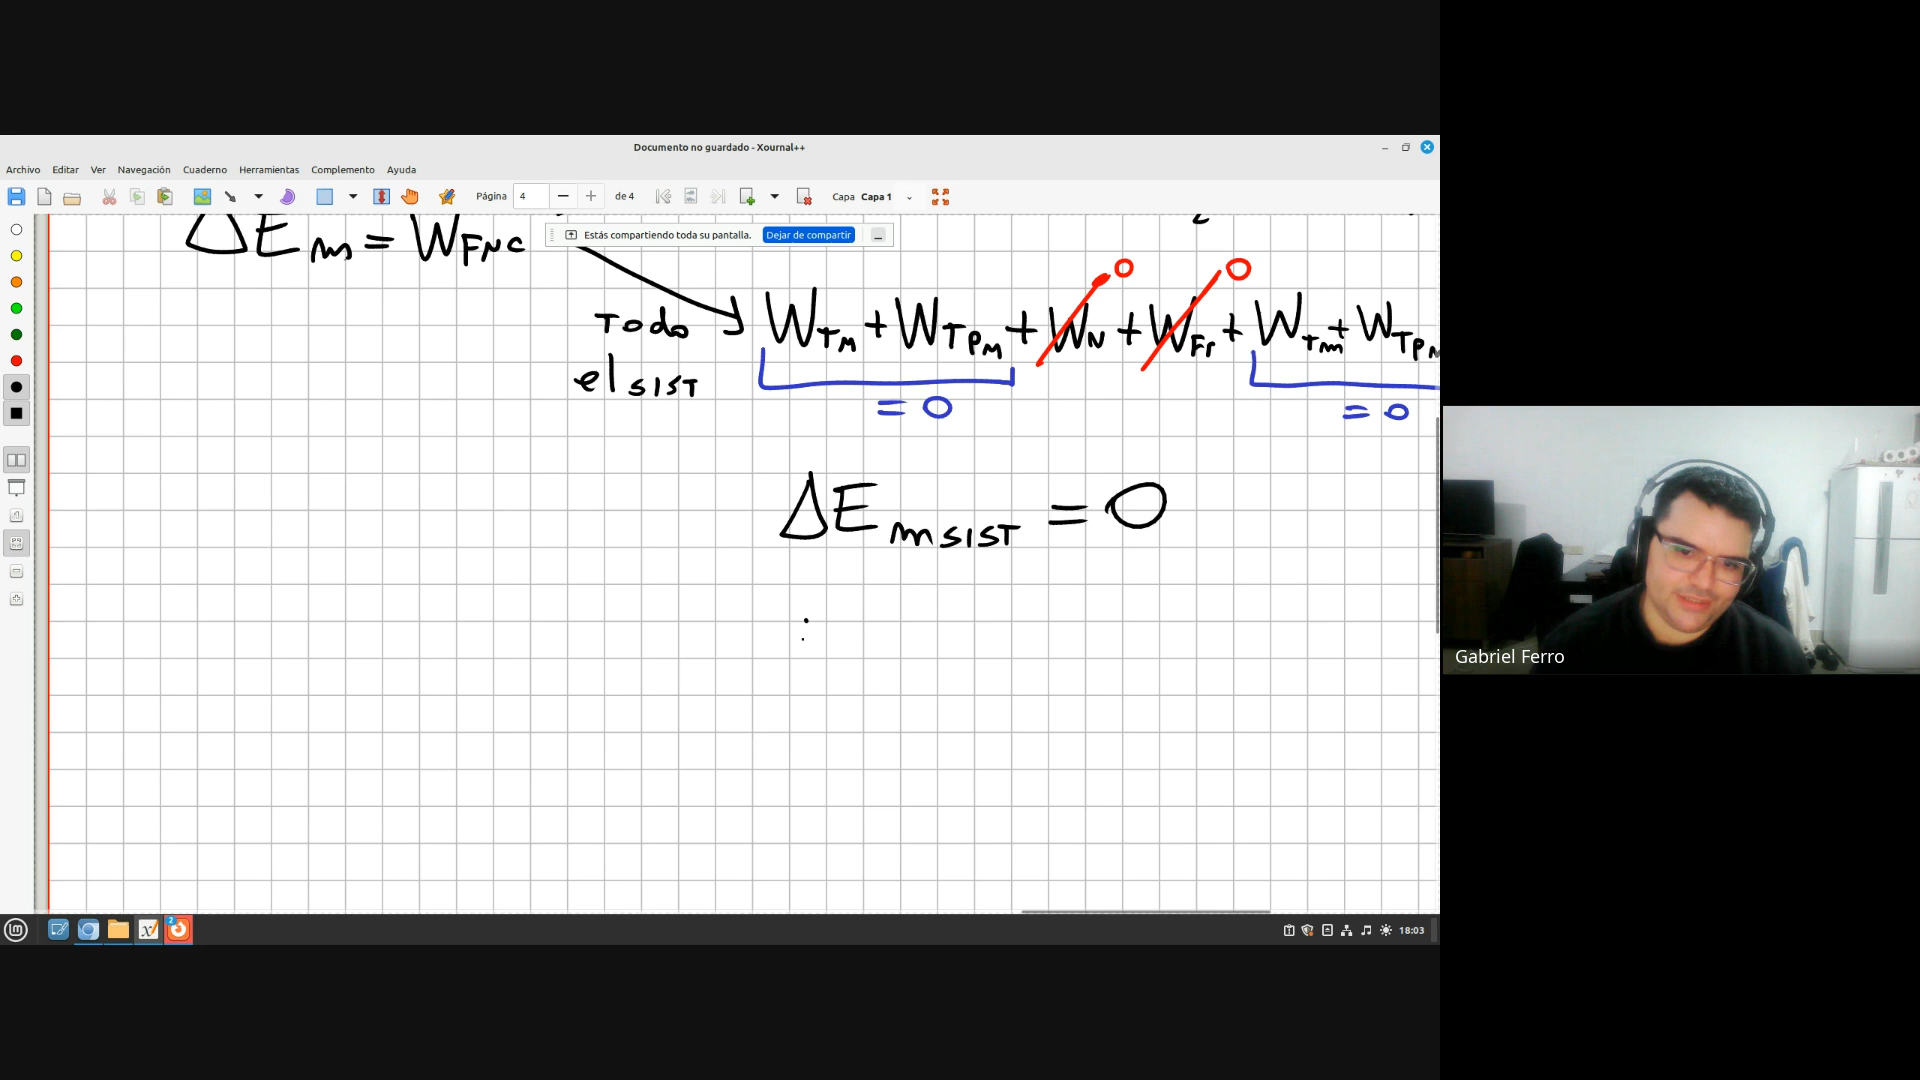 Documento no guardado - Xournal++
Archivo Editar Ver Navegación Cuaderno Herramientas Complemento Ayuda
Página 4 de 4 Capa Capa 1
ΔEm = WFNC
Estás compartiendo toda su pantalla. Dejar de compartir
0 0
Todo WTM + WTPM + WN + WFr + WTm + WTPM
el SIST
= 0 = 0
ΔEm SIST = 0
Gabriel Ferro
2
18:03